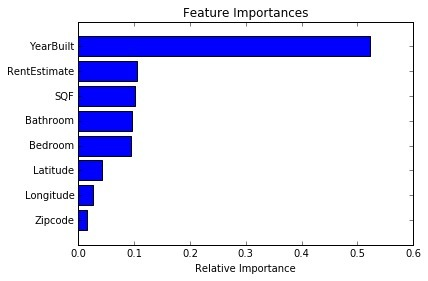 Feature Importances
YearBuilt
RentEstimate
SQF
Bathroom
Bedroom
Latitude
Longitude
Zipcode
0.0 0.1 0.2 0.3 0.4 0.5 0.6
Relative Importance